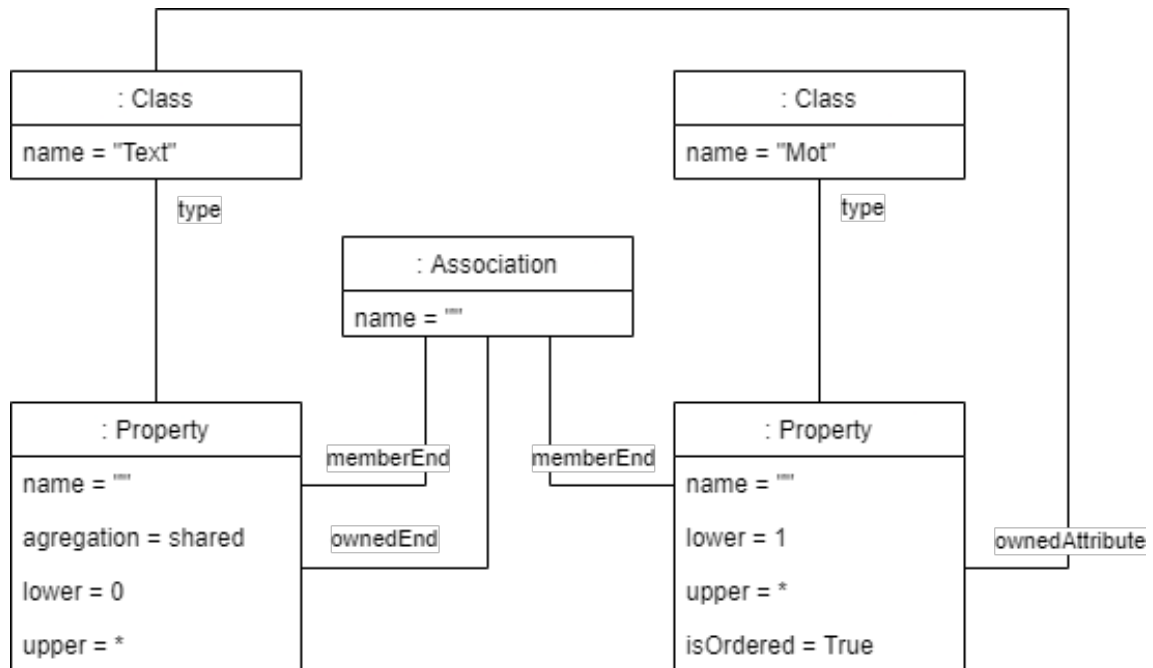 : Class
name = "Text"
: Class
name = "Mot"
type
type
: Association
name = ""
: Property
name = ""
agregation = shared
lower = 0
upper = *
memberEnd
memberEnd
ownedEnd
: Property
name = ""
lower = 1
upper = *
isOrdered = True
ownedAttribute